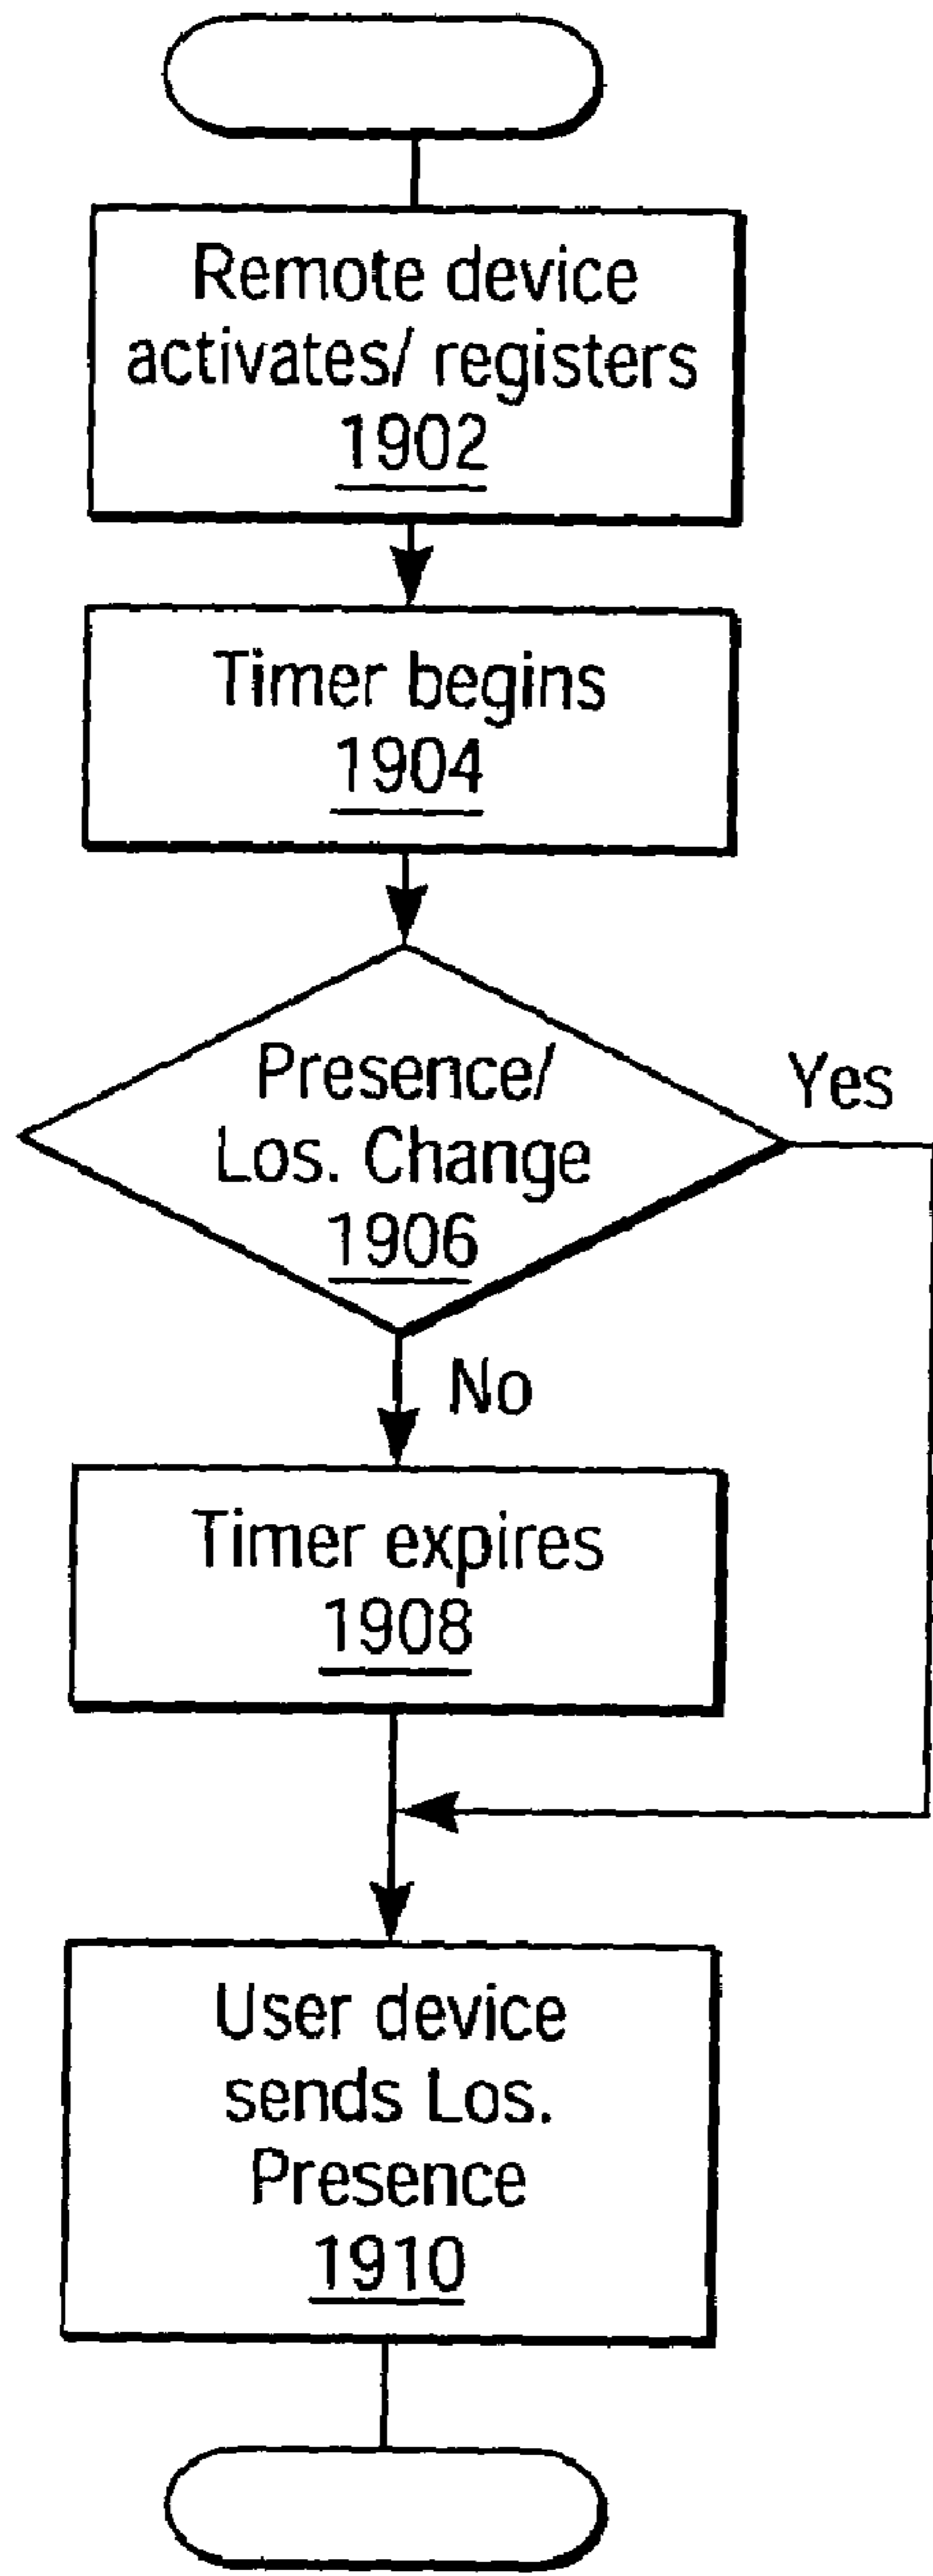 Remote device
activates/ registers
1902
Timer begins
1904
Presence/
Los. Change
1906
Yes
No
Timer expires
1908
User device
sends Los.
Presence
1910